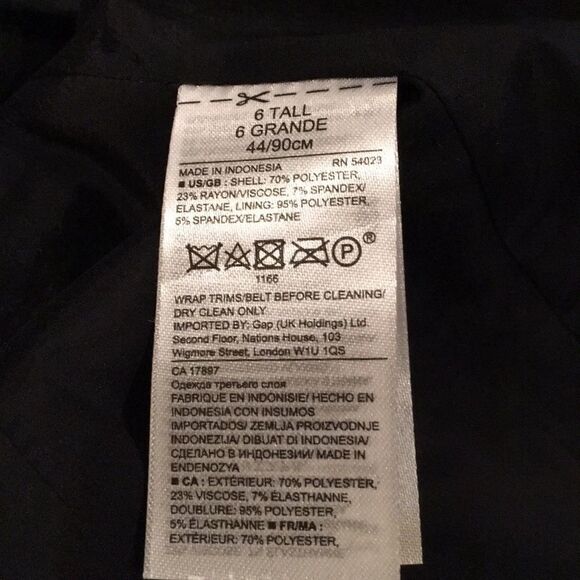 6 TALL
6 GRANDE
44/90CM
MADE IN INDONESIA RN 54023
■ US/GB : SHELL: 70% POLYESTER,
23% RAYON/VISCOSE, 7% SPANDEX/
ELASTANE, LINING: 95% POLYESTER,
5% SPANDEX/ELASTANE
P®
1166
WRAP TRIMS/BELT BEFORE CLEANING/
DRY CLEAN ONLY
IMPORTED BY: Gap (UK Holdings) Ltd.
Second Floor, Nations House, 103
Wigmore Street, London W1U 1QS
CA 17897
Одежда третьего слоя
FABRIQUE EN INDONISIE/ HECHO EN
INDONESIA CON INSUMOS
IMPORTADOS/ ZEMLJA PROIZVODNJE
INDONEZIJA/ DIBUAT DI INDONESIA/
СДЕЛАНО В ИНДОНЕЗИИ/ MADE IN
ENDENOZYA
■ CA : EXTÉRIEUR: 70% POLYESTER,
23% VISCOSE, 7% ÉLASTHANNE,
DOUBLURE: 95% POLYESTER,
5% ÉLASTHANNE ■ FR/MA :
EXTÉRIEUR: 70% POLYESTER,